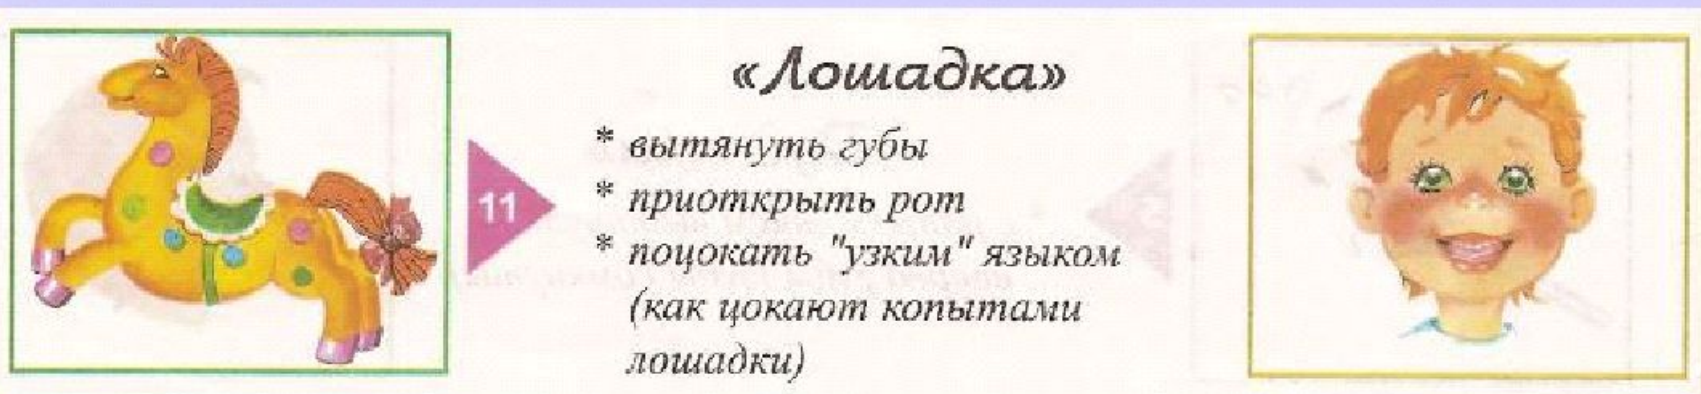 «Лошадка»
11
* вытянуть губы
* приоткрыть рот
* поцокать "узким" языком
(как цокают копытами
лошадки)